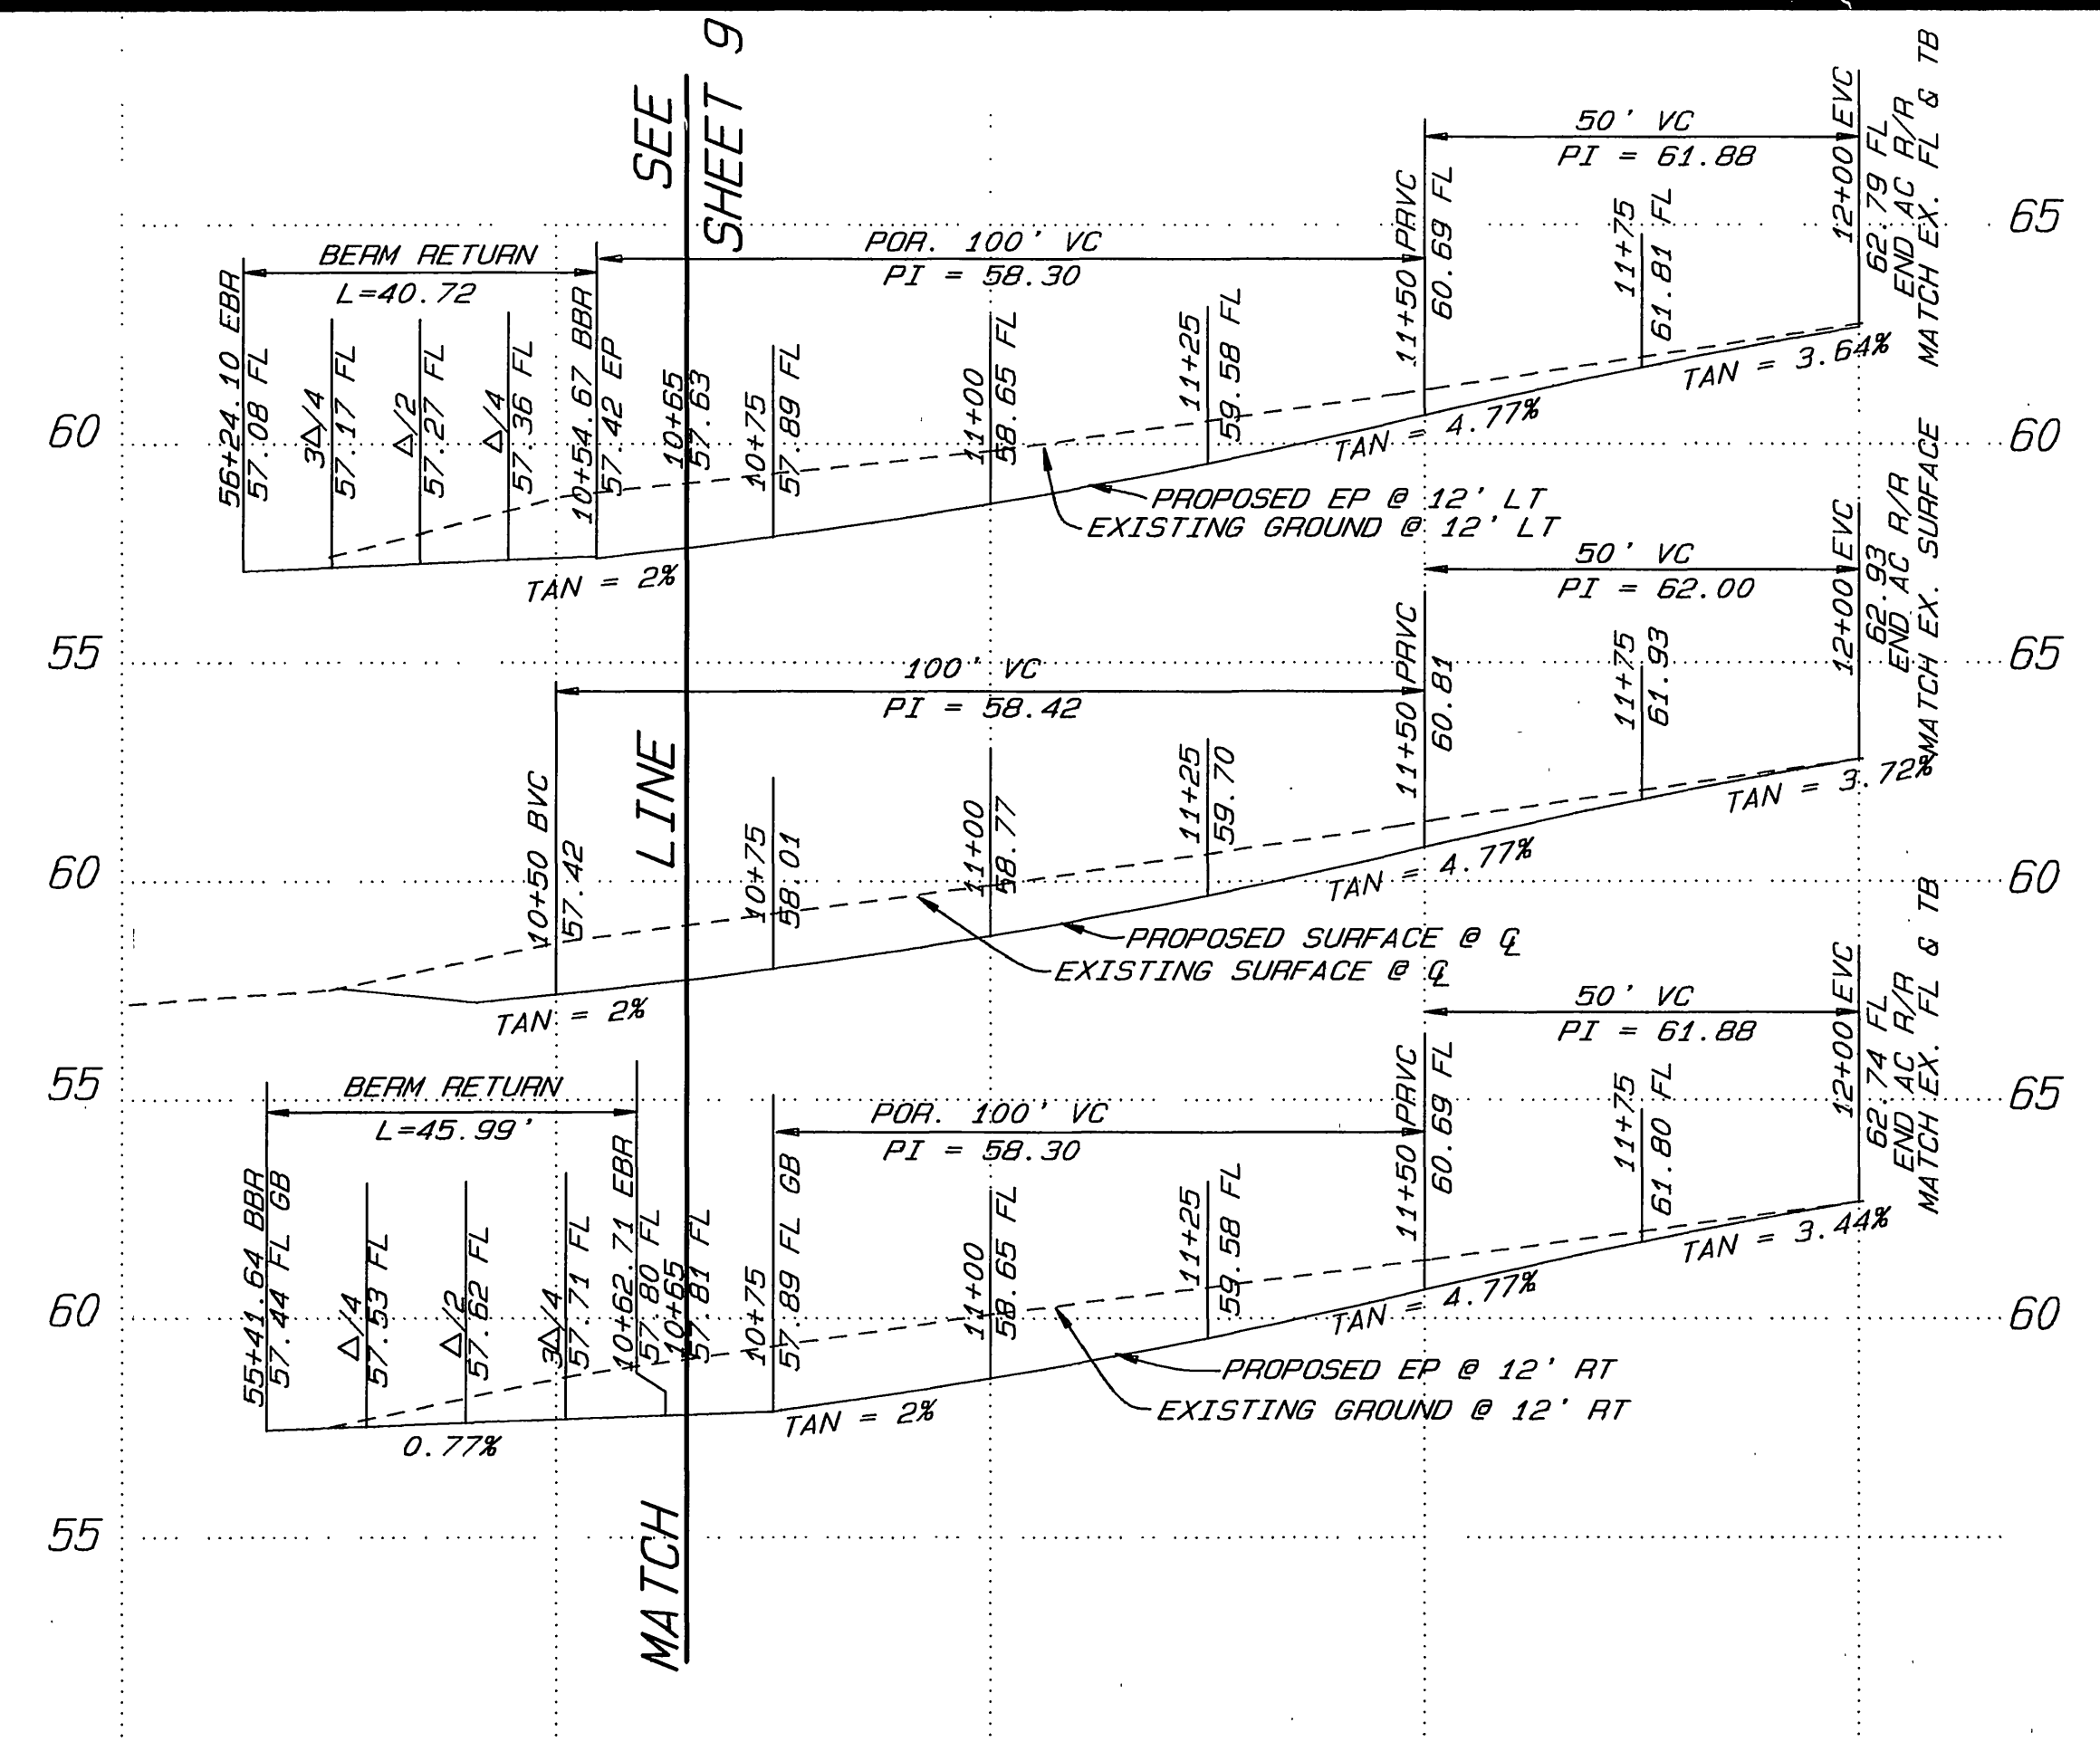 SEE
SHEET 9
MATCH LINE
65
60
55
60
55
60
55
65
60
65
60
65
60
BERM RETURN
L=40.72
56+24.10 EBR
57.08 FL
3Δ/4
57.17 FL
Δ/2
57.27 FL
Δ/4
57.36 FL
10+54.67 BBR
57.42 EP
10+65
57.63
10+75
57.89 FL
POR. 100' VC
PI = 58.30
11+00
58.65 FL
11+25
59.58 FL
11+50 PRVC
60.69 FL
50' VC
PI = 61.88
11+75
61.81 FL
12+00 EVC
62.79 FL
END AC R/R
MATCH EX. FL & TB
TAN = 2%
TAN = 4.77%
TAN = 3.64%
PROPOSED EP @ 12' LT
EXISTING GROUND @ 12' LT
100' VC
PI = 58.42
10+50 BVC
57.42
10+75
58.01
11+00
58.77
11+25
59.70
11+50 PRVC
60.81
50' VC
PI = 62.00
11+75
61.93
12+00 EVC
62.93
END AC R/R
MATCH EX. SURFACE
TAN = 2%
TAN = 4.77%
TAN = 3.72%
PROPOSED SURFACE @ ℄
EXISTING SURFACE @ ℄
BERM RETURN
L=45.99'
55+41.64 BBR
57.44 FL GB
Δ/4
57.53 FL
Δ/2
57.62 FL
3Δ/4
57.71 FL
10+62.71 EBR
57.80 FL
10+65
57.81 FL
10+75
57.89 FL GB
POR. 100' VC
PI = 58.30
11+00
58.65 FL
11+25
59.58 FL
11+50 PRVC
60.69 FL
50' VC
PI = 61.88
11+75
61.80 FL
12+00 EVC
62.74 FL
END AC R/R
MATCH EX. FL & TB
0.77%
TAN = 2%
TAN = 4.77%
TAN = 3.44%
PROPOSED EP @ 12' RT
EXISTING GROUND @ 12' RT